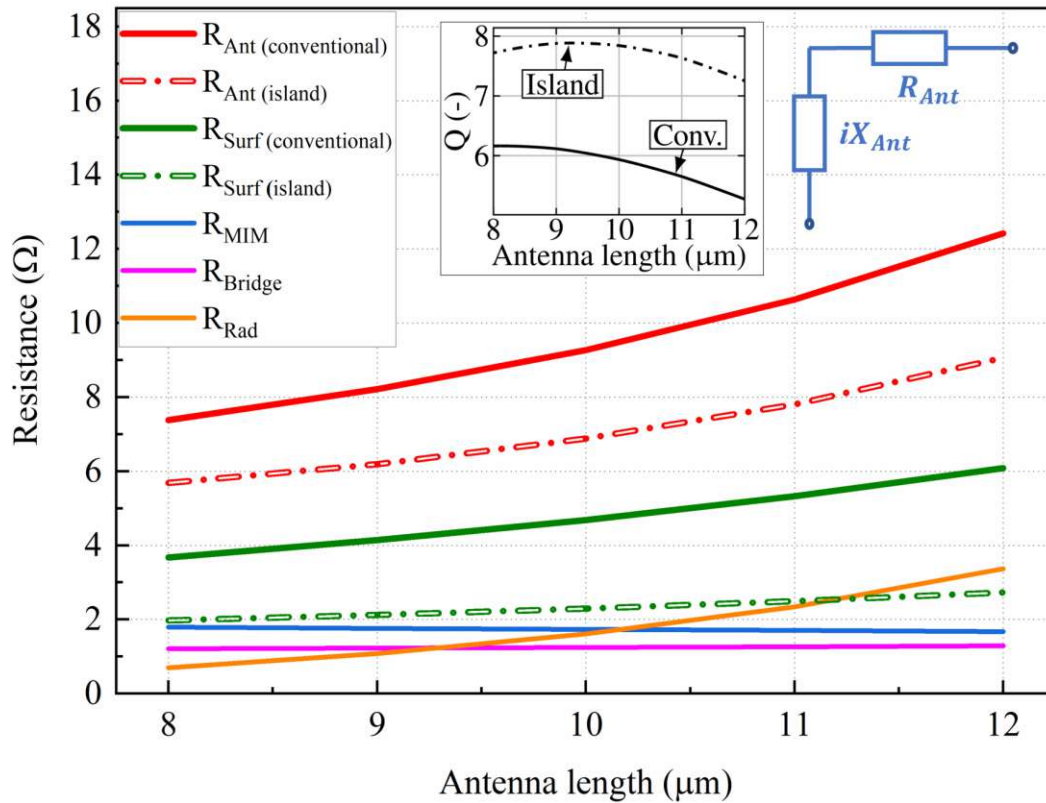 18
16
14
12
10
8
6
4
2
0
Resistance (Ω)
R_Ant (conventional)
R_Ant (island)
R_Surf (conventional)
R_Surf (island)
R_MIM
R_Bridge
R_Rad
8
7
6
Q (-)
Island
Conv.
8 9 10 11 12
Antenna length (μm)
R_Ant
iX_Ant
8 9 10 11 12
Antenna length (μm)